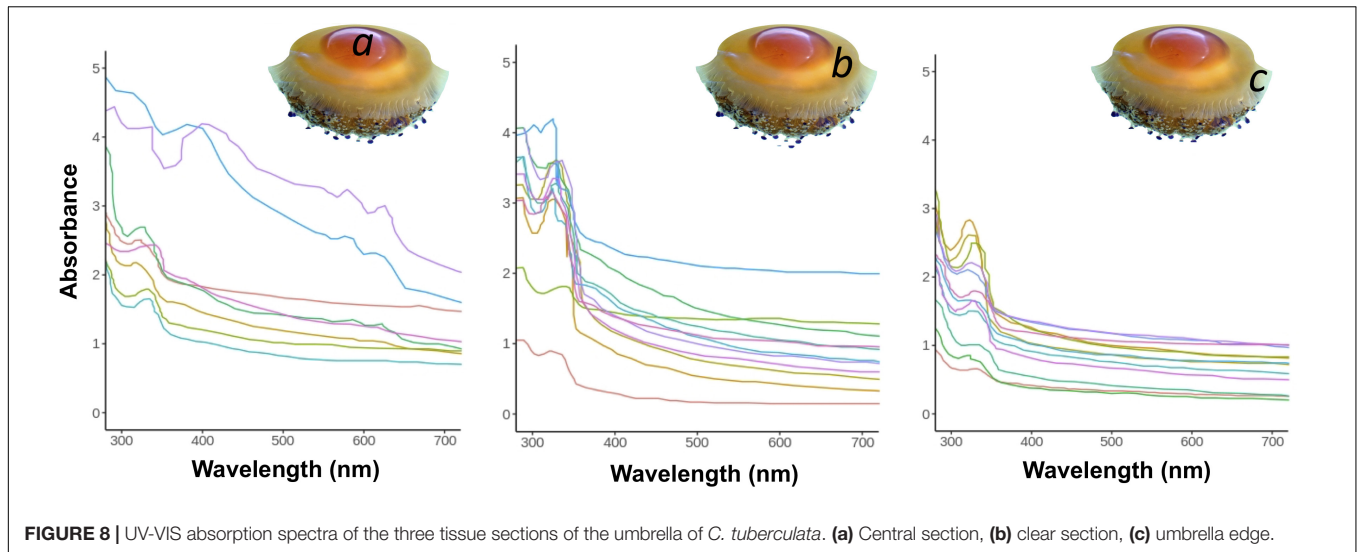 a
b
c
Absorbance
5
4
3
2
1
0
300 400 500 600 700
Wavelength (nm)
5
4
3
2
1
0
300 400 500 600 700
Wavelength (nm)
5
4
3
2
1
0
300 400 500 600 700
Wavelength (nm)
FIGURE 8 | UV-VIS absorption spectra of the three tissue sections of the umbrella of C. tuberculata. (a) Central section, (b) clear section, (c) umbrella edge.